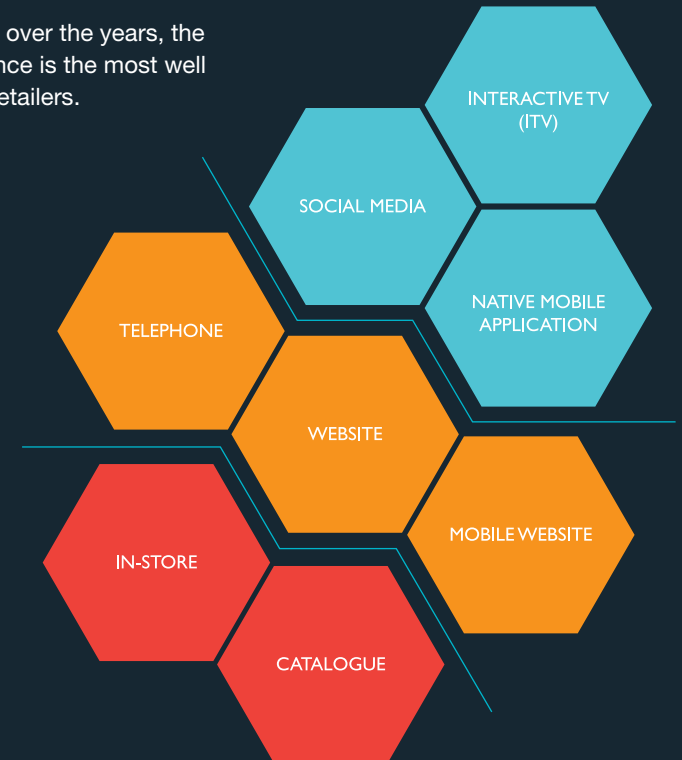 over the years, the
nce is the most well
etailers.
INTERACTIVE TV
(ITV)
SOCIAL MEDIA
NATIVE MOBILE
APPLICATION
TELEPHONE
WEBSITE
MOBILE WEBSITE
IN-STORE
CATALOGUE